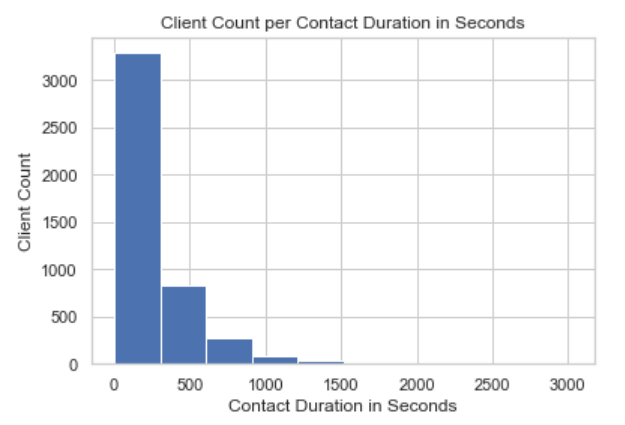 Client Count per Contact Duration in Seconds
3000
2500
2000
1500
1000
500
0
Client Count
0 500 1000 1500 2000 2500 3000
Contact Duration in Seconds